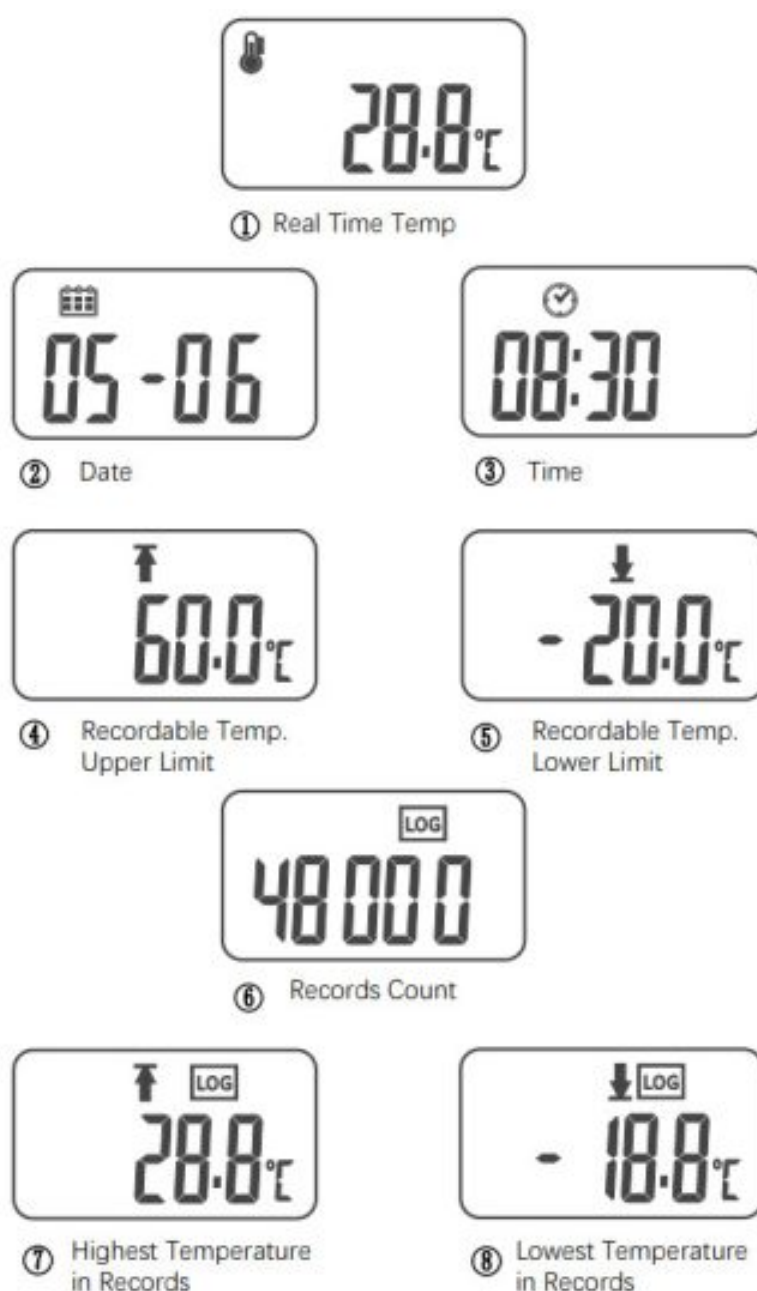 28.8℃
① Real Time Temp
05-06
08:30
② Date
③ Time
60.0℃
-20.0℃
④ Recordable Temp.
Upper Limit
⑤ Recordable Temp.
Lower Limit
LOG
48000
⑥ Records Count
LOG
28.8℃
LOG
-18.8℃
⑦ Highest Temperature
in Records
⑧ Lowest Temperature
in Records